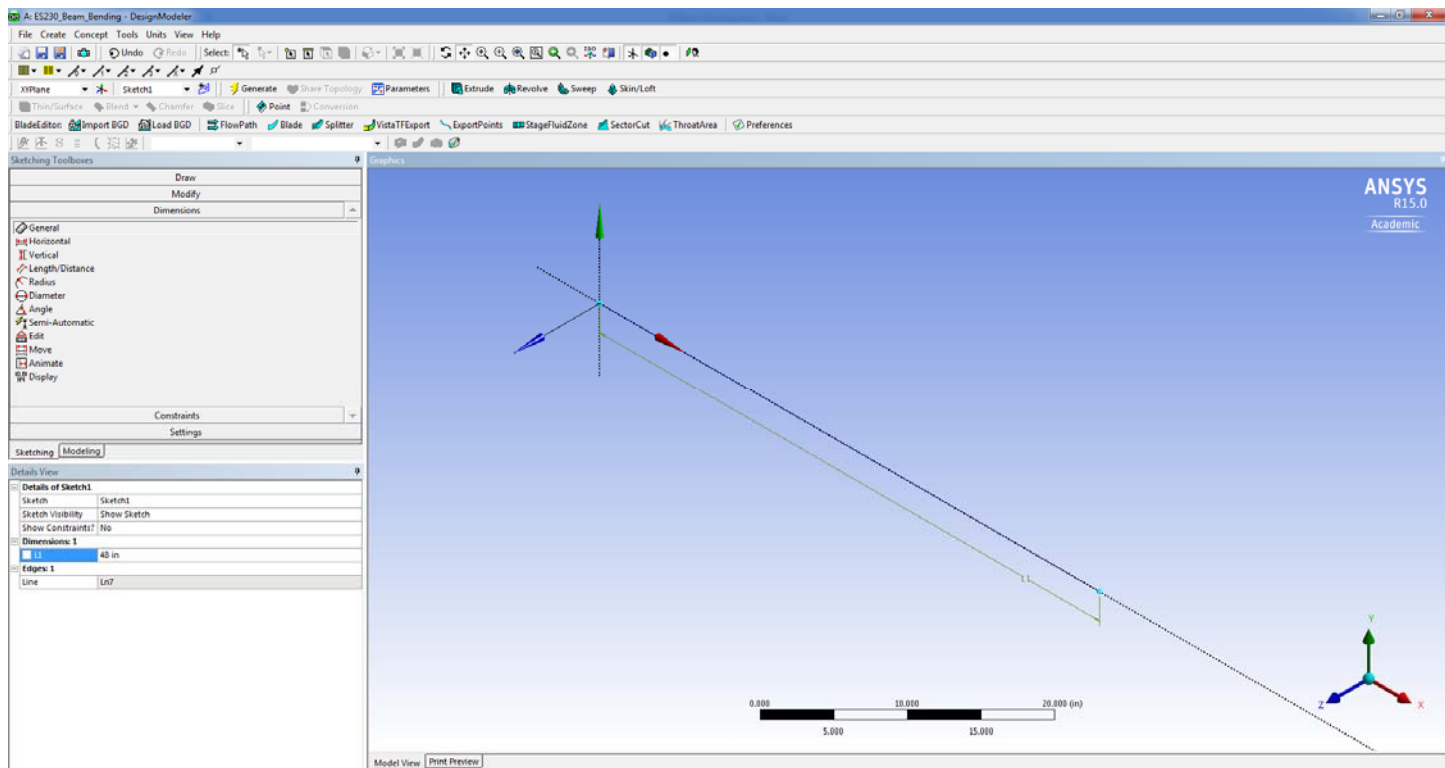 A: ES230_Beam_Bending - DesignModeler
File Create Concept Tools Units View Help
Undo Redo Select:
XYPlane Sketch1 Generate Share Topology Parameters Extrude Revolve Sweep Skin/Loft
Thin/Surface Blend Chamfer Slice Point Conversion
BladeEditor: Import BGD Load BGD FlowPath Blade Splitter VistaTFExport ExportPoints StageFluidZone SectorCut ThroatArea Preferences
Sketching Toolboxes
Draw
Modify
Dimensions
General
Horizontal
Vertical
Length/Distance
Radius
Diameter
Angle
Semi-Automatic
Edit
Move
Animate
Display
Constraints
Settings
Sketching Modeling
Details View
Details of Sketch1
Sketch Sketch1
Sketch Visibility Show Sketch
Show Constraints? No
Dimensions: 1
L1 48 in
Edges: 1
Line Ln7
Graphics
ANSYS
R15.0
Academic
L1
Y
Z
X
0.000 10.000 20.000 (in)
5.000 15.000
Model View Print Preview